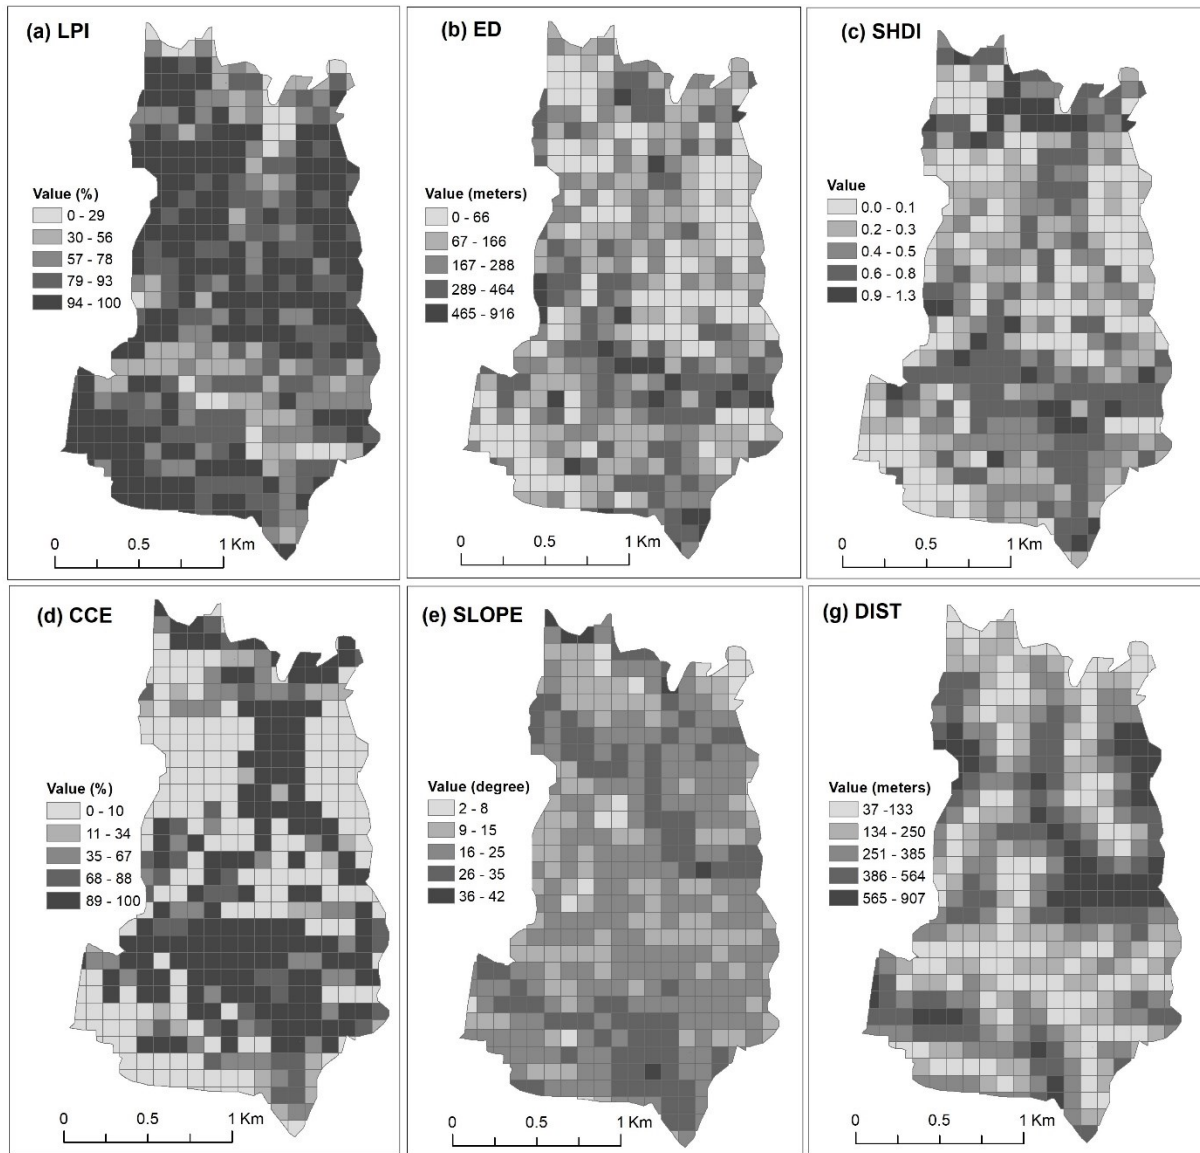 (a) LPI
Value (%)
0 - 29
30 - 56
57 - 78
79 - 93
94 - 100
0 0.5 1 Km
(b) ED
Value (meters)
0 - 66
67 - 166
167 - 288
289 - 464
465 - 916
0 0.5 1 Km
(c) SHDI
Value
0.0 - 0.1
0.2 - 0.3
0.4 - 0.5
0.6 - 0.8
0.9 - 1.3
0 0.5 1 Km
(d) CCE
Value (%)
0 - 10
11 - 34
35 - 67
68 - 88
89 - 100
0 0.5 1 Km
(e) SLOPE
Value (degree)
2 - 8
9 - 15
16 - 25
26 - 35
36 - 42
0 0.5 1 Km
(g) DIST
Value (meters)
37 -133
134 - 250
251 - 385
386 - 564
565 - 907
0 0.5 1 Km